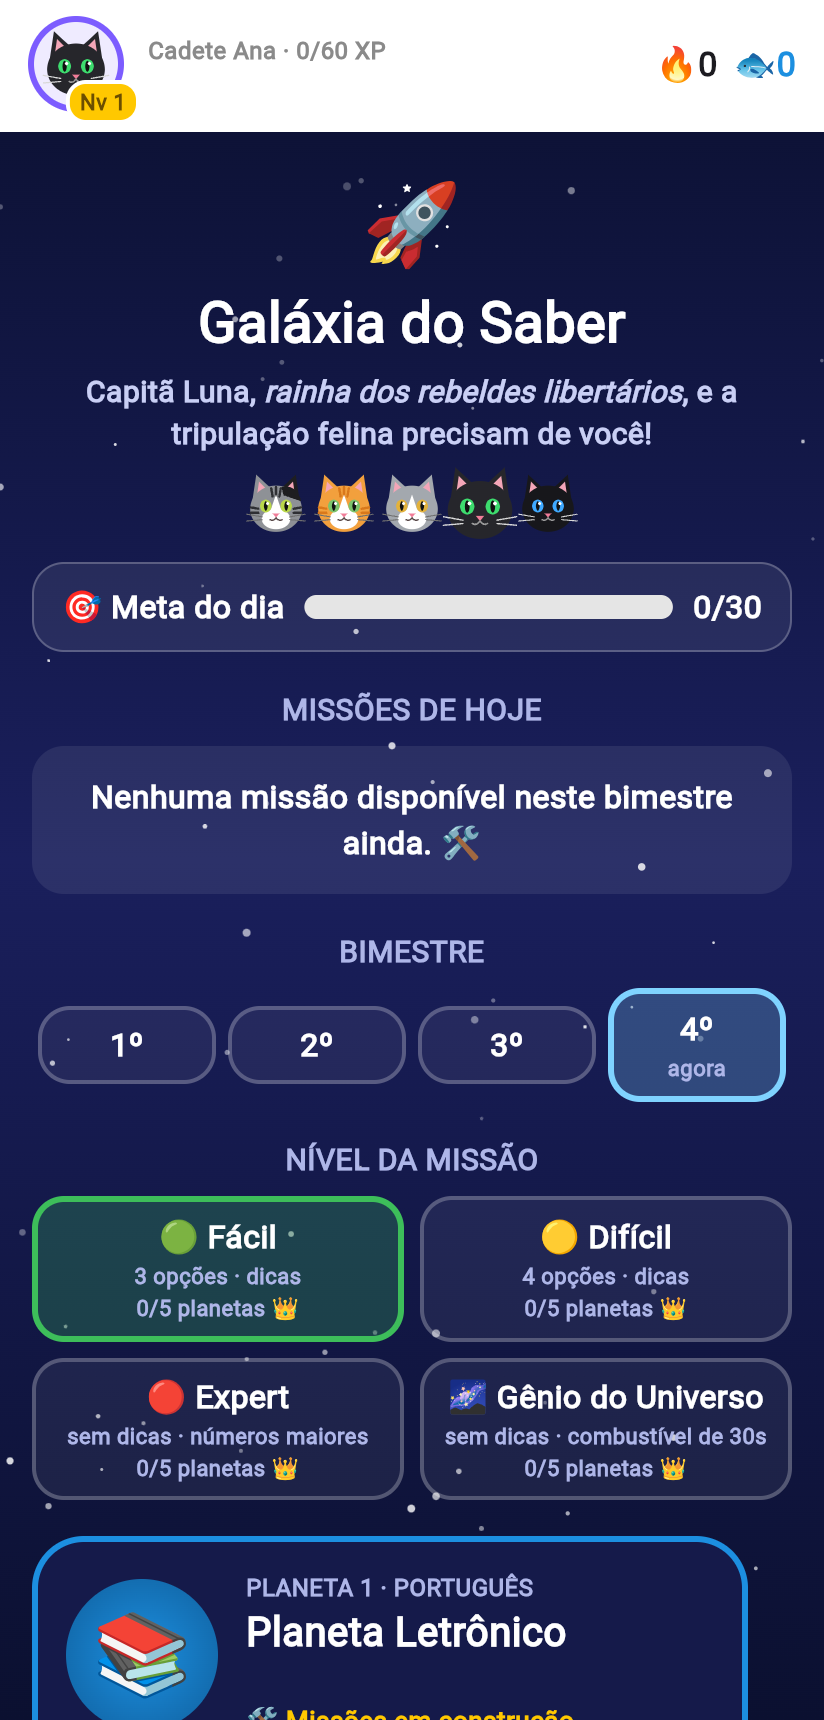 Cadete Ana · 0/60 XP
Nv 1
0
0
Galáxia do Saber
Capitã Luna, rainha dos rebeldes libertários, e a
tripulação felina precisam de você!
Meta do dia
0/30
MISSÕES DE HOJE
Nenhuma missão disponível neste bimestre
ainda.
BIMESTRE
1º
2º
3º
4º
agora
NÍVEL DA MISSÃO
Fácil
3 opções · dicas
0/5 planetas
Difícil
4 opções · dicas
0/5 planetas
Expert
sem dicas · números maiores
0/5 planetas
Gênio do Universo
sem dicas · combustível de 30s
0/5 planetas
PLANETA 1 · PORTUGUÊS
Planeta Letrônico
Missões em construção